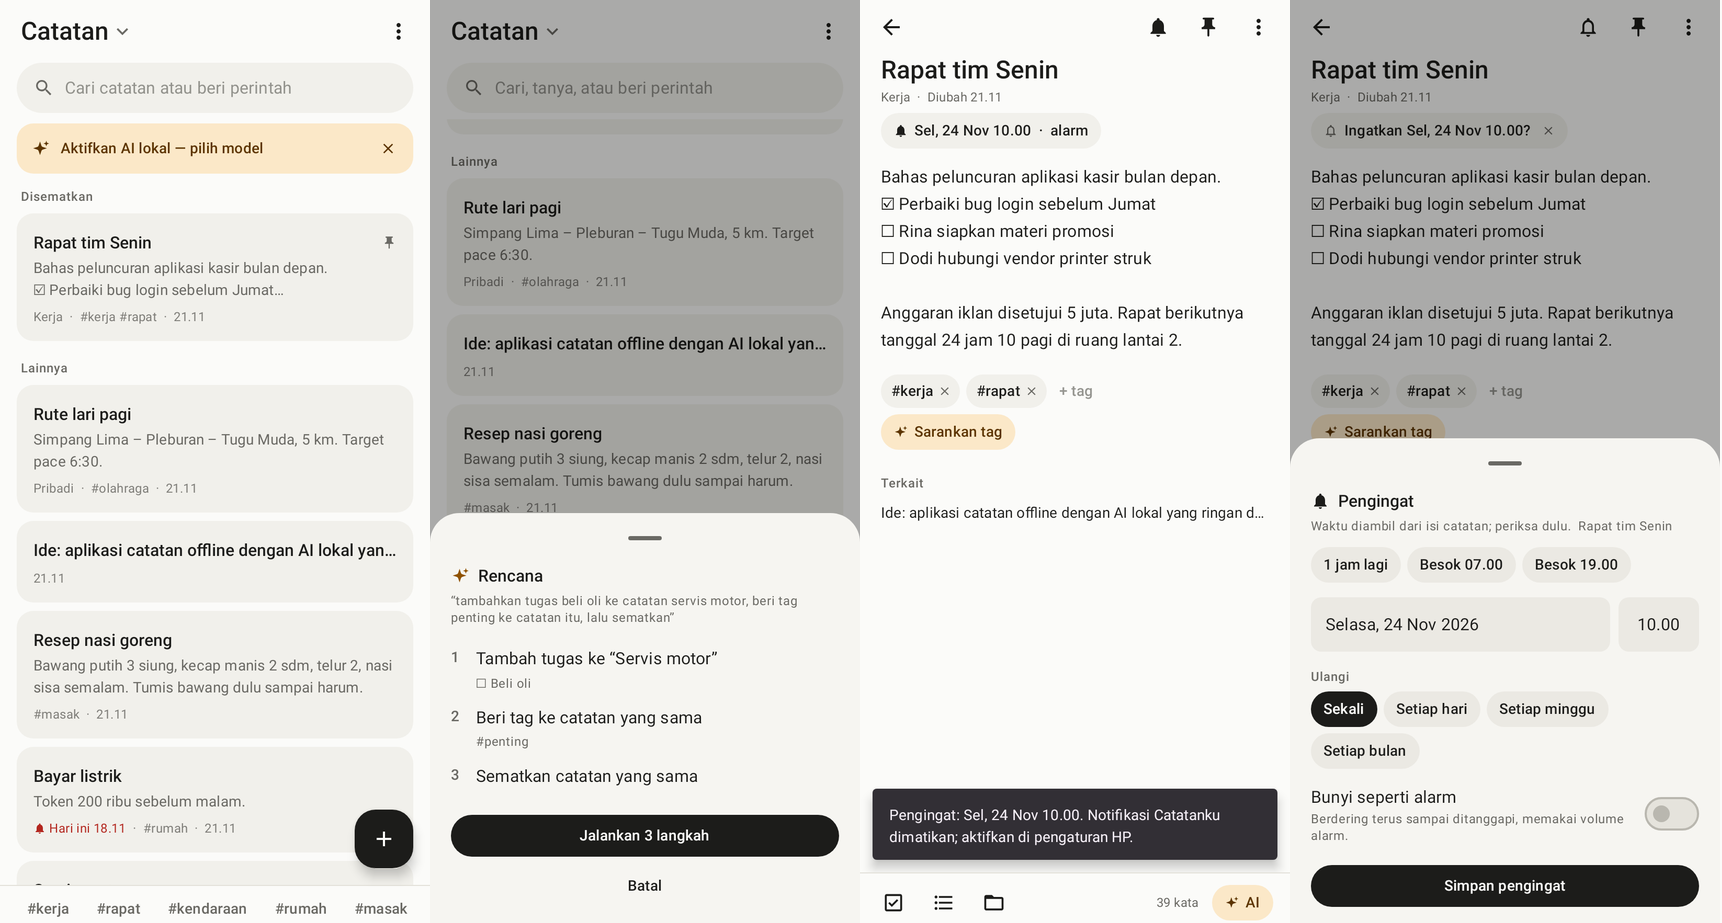 Catatan
Cari catatan atau beri perintah
Aktifkan AI lokal — pilih model
Disematkan
Rapat tim Senin
Bahas peluncuran aplikasi kasir bulan depan.
☑ Perbaiki bug login sebelum Jumat…
Kerja · #kerja #rapat · 21.11
Lainnya
Rute lari pagi
Simpang Lima – Pleburan – Tugu Muda, 5 km. Target
pace 6:30.
Pribadi · #olahraga · 21.11
Ide: aplikasi catatan offline dengan AI lokal yan…
21.11
Resep nasi goreng
Bawang putih 3 siung, kecap manis 2 sdm, telur 2, nasi
sisa semalam. Tumis bawang dulu sampai harum.
#masak · 21.11
Bayar listrik
Token 200 ribu sebelum malam.
Hari ini 18.11 · #rumah · 21.11
#kerja #rapat #kendaraan #rumah #masak
Catatan
Cari, tanya, atau beri perintah
Lainnya
Rute lari pagi
Simpang Lima – Pleburan – Tugu Muda, 5 km. Target
pace 6:30.
Pribadi · #olahraga · 21.11
Ide: aplikasi catatan offline dengan AI lokal yan…
21.11
Resep nasi goreng
Bawang putih 3 siung, kecap manis 2 sdm, telur 2, nasi
sisa semalam. Tumis bawang dulu sampai harum.
#masak · 21.11
Rencana
“tambahkan tugas beli oli ke catatan servis motor, beri tag
penting ke catatan itu, lalu sematkan”
1 Tambah tugas ke “Servis motor”
☐ Beli oli
2 Beri tag ke catatan yang sama
#penting
3 Sematkan catatan yang sama
Jalankan 3 langkah
Batal
Rapat tim Senin
Kerja · Diubah 21.11
Sel, 24 Nov 10.00 · alarm
Bahas peluncuran aplikasi kasir bulan depan.
☑ Perbaiki bug login sebelum Jumat
☐ Rina siapkan materi promosi
☐ Dodi hubungi vendor printer struk
Anggaran iklan disetujui 5 juta. Rapat berikutnya
tanggal 24 jam 10 pagi di ruang lantai 2.
#kerja × #rapat × + tag
Sarankan tag
Terkait
Ide: aplikasi catatan offline dengan AI lokal yang ringan d…
Pengingat: Sel, 24 Nov 10.00. Notifikasi Catatanku
dimatikan; aktifkan di pengaturan HP.
39 kata AI
Rapat tim Senin
Kerja · Diubah 21.11
Ingatkan Sel, 24 Nov 10.00? ×
Bahas peluncuran aplikasi kasir bulan depan.
☑ Perbaiki bug login sebelum Jumat
☐ Rina siapkan materi promosi
☐ Dodi hubungi vendor printer struk
Anggaran iklan disetujui 5 juta. Rapat berikutnya
tanggal 24 jam 10 pagi di ruang lantai 2.
#kerja × #rapat × + tag
Sarankan tag
Pengingat
Waktu diambil dari isi catatan; periksa dulu. Rapat tim Senin
1 jam lagi Besok 07.00 Besok 19.00
Selasa, 24 Nov 2026 10.00
Ulangi
Sekali Setiap hari Setiap minggu
Setiap bulan
Bunyi seperti alarm
Berdering terus sampai ditanggapi, memakai volume
alarm.
Simpan pengingat